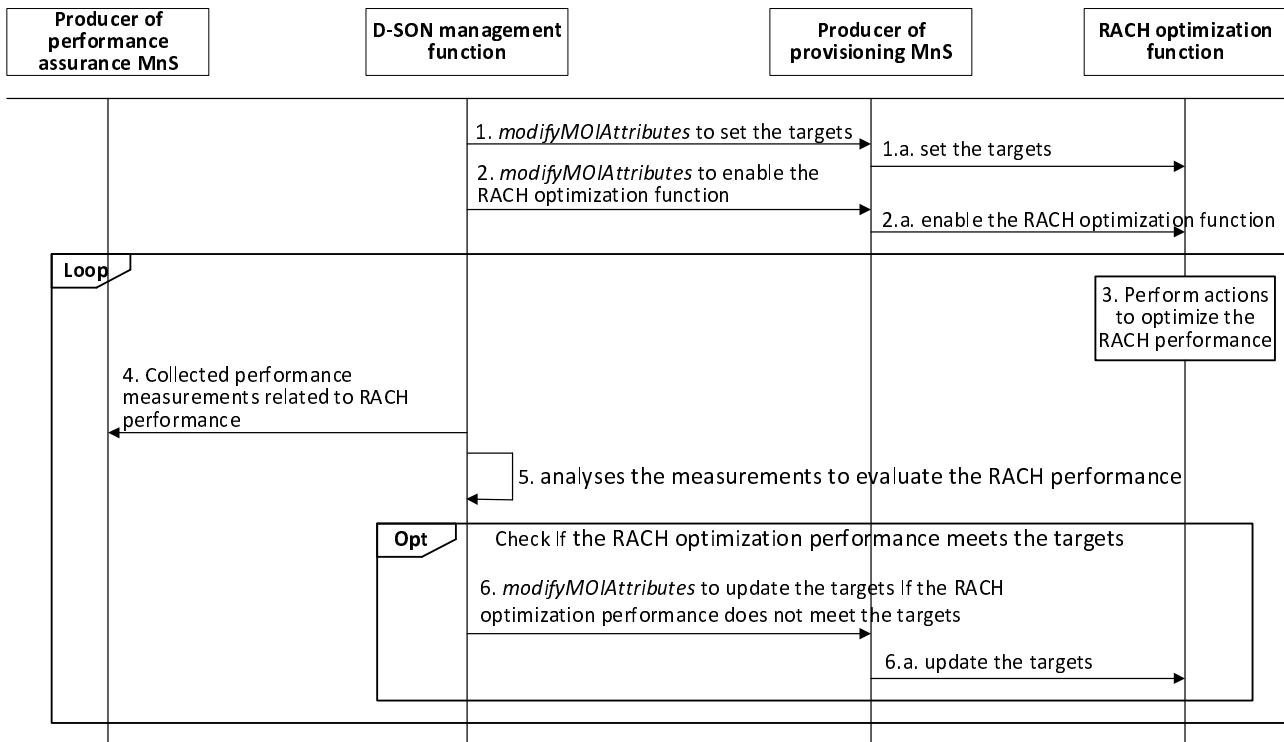 Producer of
performance
assurance MnS
D-SON management
function
Producer of
provisioning MnS
RACH optimization
function
1. modifyMOIAttributes to set the targets
1.a. set the targets
2. modifyMOIAttributes to enable the
RACH optimization function
2.a. enable the RACH optimization function
Loop
3. Perform actions
to optimize the
RACH performance
4. Collected performance
measurements related to RACH
performance
5. analyses the measurements to evaluate the RACH performance
Opt
Check If the RACH optimization performance meets the targets
6. modifyMOIAttributes to update the targets If the RACH
optimization performance does not meet the targets
6.a. update the targets